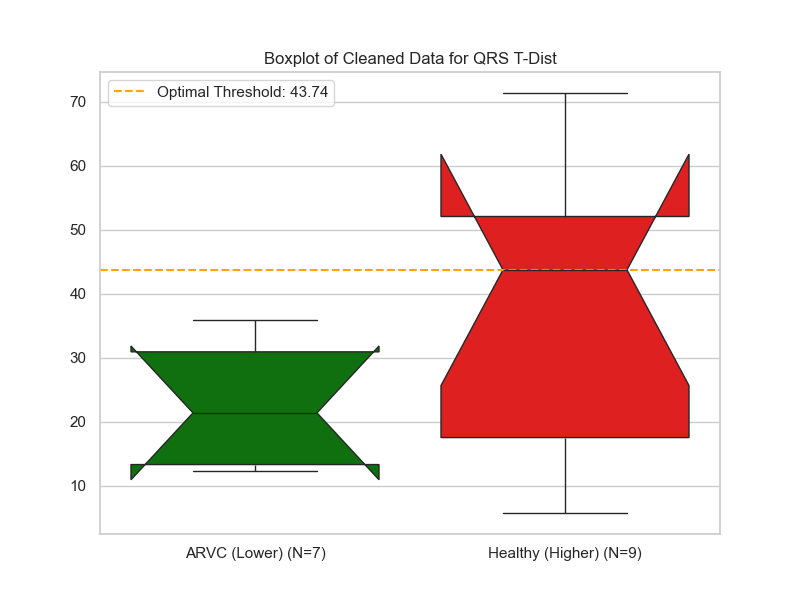 Boxplot of Cleaned Data for QRS T-Dist
Optimal Threshold: 43.74
70
60
50
40
30
20
10
ARVC (Lower) (N=7)
Healthy (Higher) (N=9)